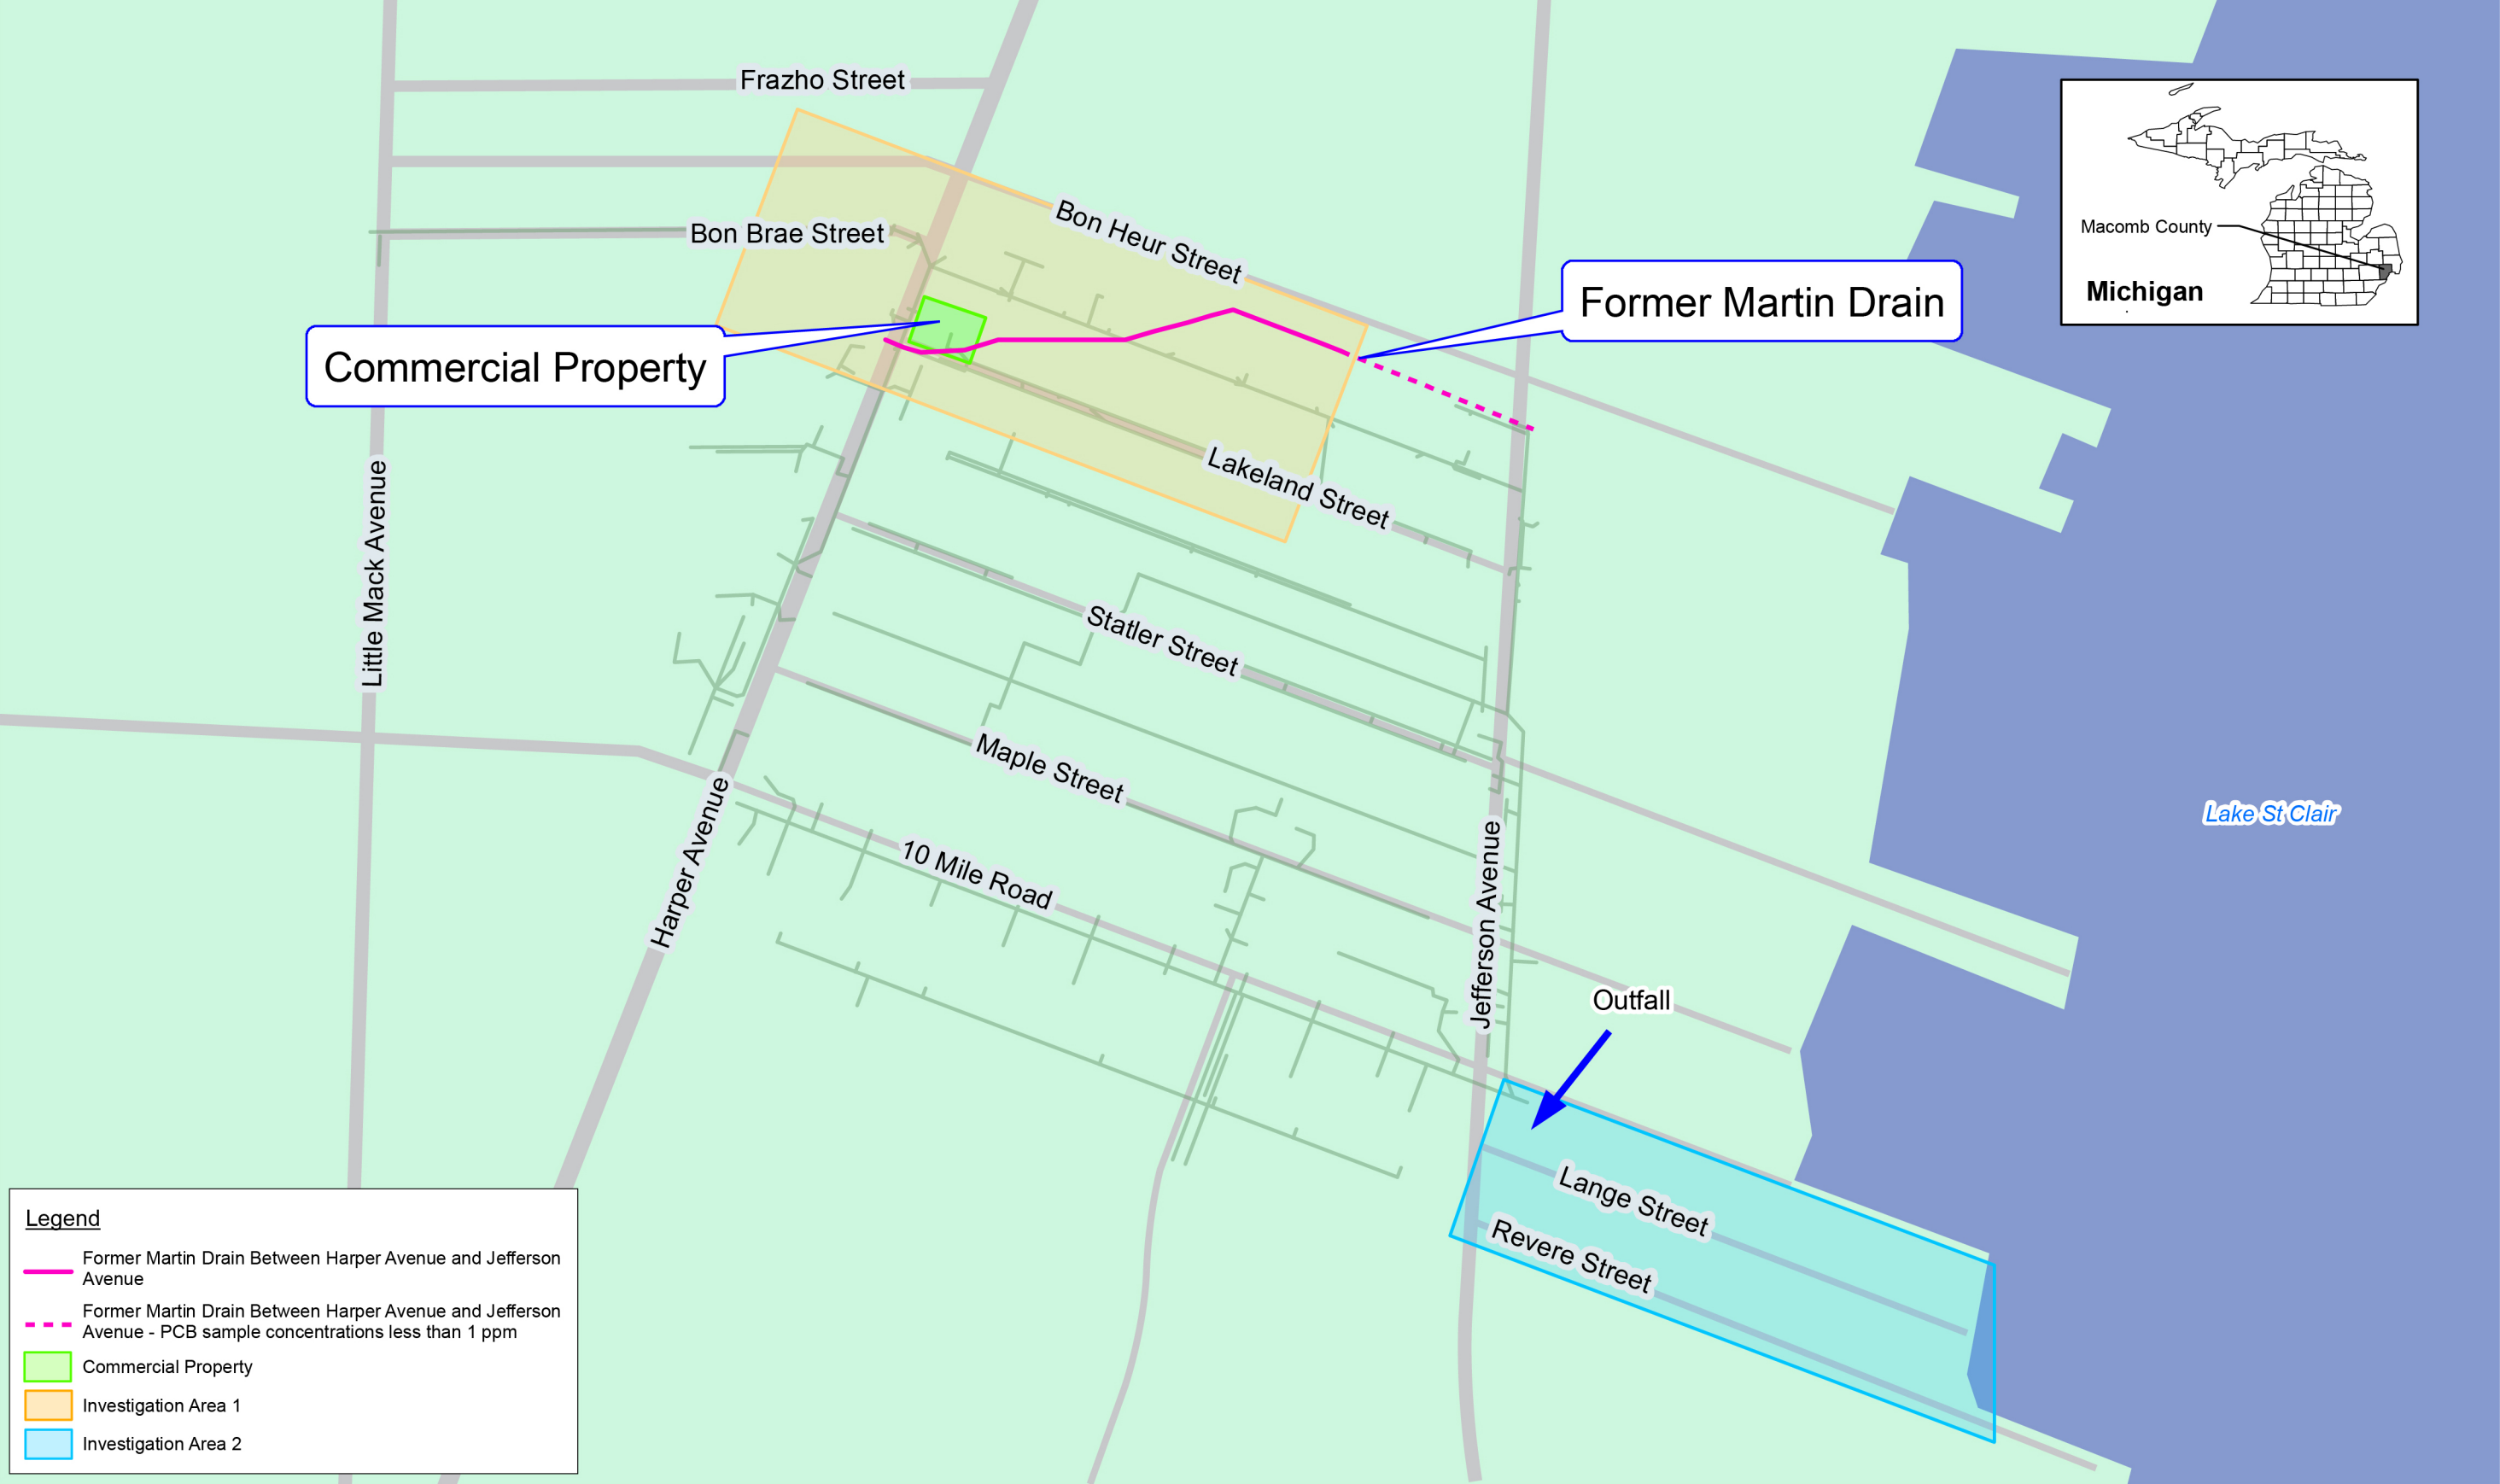 Frazho Street
Bon Brae Street
Bon Heur Street
Macomb County
Michigan
Former Martin Drain
Commercial Property
Lakeland Street
Little Mack Avenue
Statler Street
Maple Street
Harper Avenue
10 Mile Road
Jefferson Avenue
Lake St Clair
Outfall
Lange Street
Revere Street
Legend
Former Martin Drain Between Harper Avenue and Jefferson
Avenue
Former Martin Drain Between Harper Avenue and Jefferson
Avenue - PCB sample concentrations less than 1 ppm
Commercial Property
Investigation Area 1
Investigation Area 2